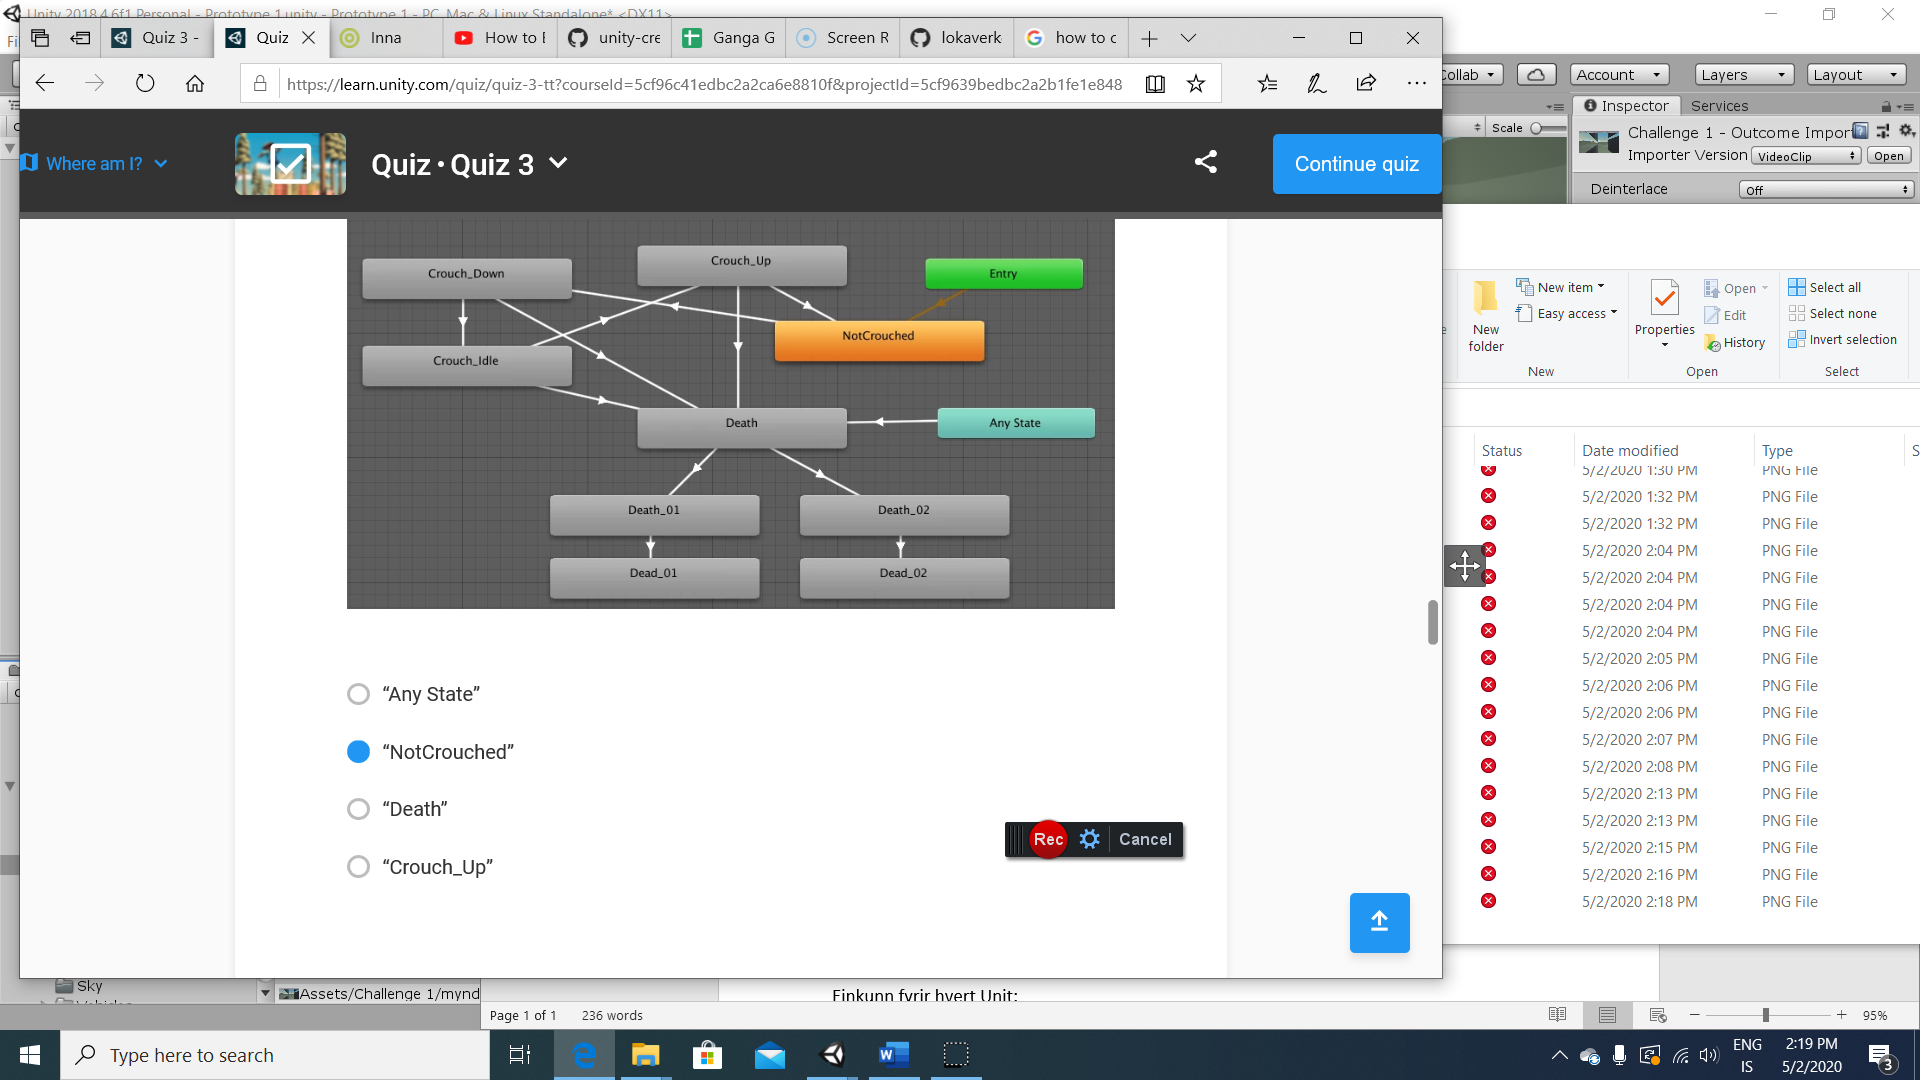 Unity 2018.4.6f1 Personal - Prototype 1.unity - Prototype 1 - PC, Mac & Linux Standalone* <DX11>
Quiz 3 -
Quiz
Inna
How to E
unity-cre
Ganga G
Screen R
lokaverk
how to c
https://learn.unity.com/quiz/quiz-3-tt?courseId=5cf96c41edbc2a2ca6e8810f&projectId=5cf9639bedbc2a2b1fe1e848
Collab
Account
Layers
Layout
Inspector
Services
Scale
Challenge 1 - Outcome Impor
Importer Version
VideoClip
Open
Deinterlace
Off
Where am I?
Quiz · Quiz 3
Continue quiz
Crouch_Down
Crouch_Up
Entry
NotCrouched
Crouch_Idle
Death
Any State
Death_01
Death_02
Dead_01
Dead_02
“Any State”
“NotCrouched”
“Death”
“Crouch_Up”
Rec
Cancel
New folder
New item
Easy access
New
Properties
Open
Edit
History
Open
Select all
Select none
Invert selection
Select
Status
Date modified
Type
S
5/2/2020 1:30 PM PNG File
5/2/2020 1:32 PM PNG File
5/2/2020 1:32 PM PNG File
5/2/2020 2:04 PM PNG File
5/2/2020 2:04 PM PNG File
5/2/2020 2:04 PM PNG File
5/2/2020 2:04 PM PNG File
5/2/2020 2:05 PM PNG File
5/2/2020 2:06 PM PNG File
5/2/2020 2:06 PM PNG File
5/2/2020 2:07 PM PNG File
5/2/2020 2:08 PM PNG File
5/2/2020 2:13 PM PNG File
5/2/2020 2:13 PM PNG File
5/2/2020 2:15 PM PNG File
5/2/2020 2:16 PM PNG File
5/2/2020 2:18 PM PNG File
Sky
Vehicles
Assets/Challenge 1/mynd
Einkunn fyrir hvert Unit:
Page 1 of 1
236 words
95%
Type here to search
ENG
IS
2:19 PM
5/2/2020
3